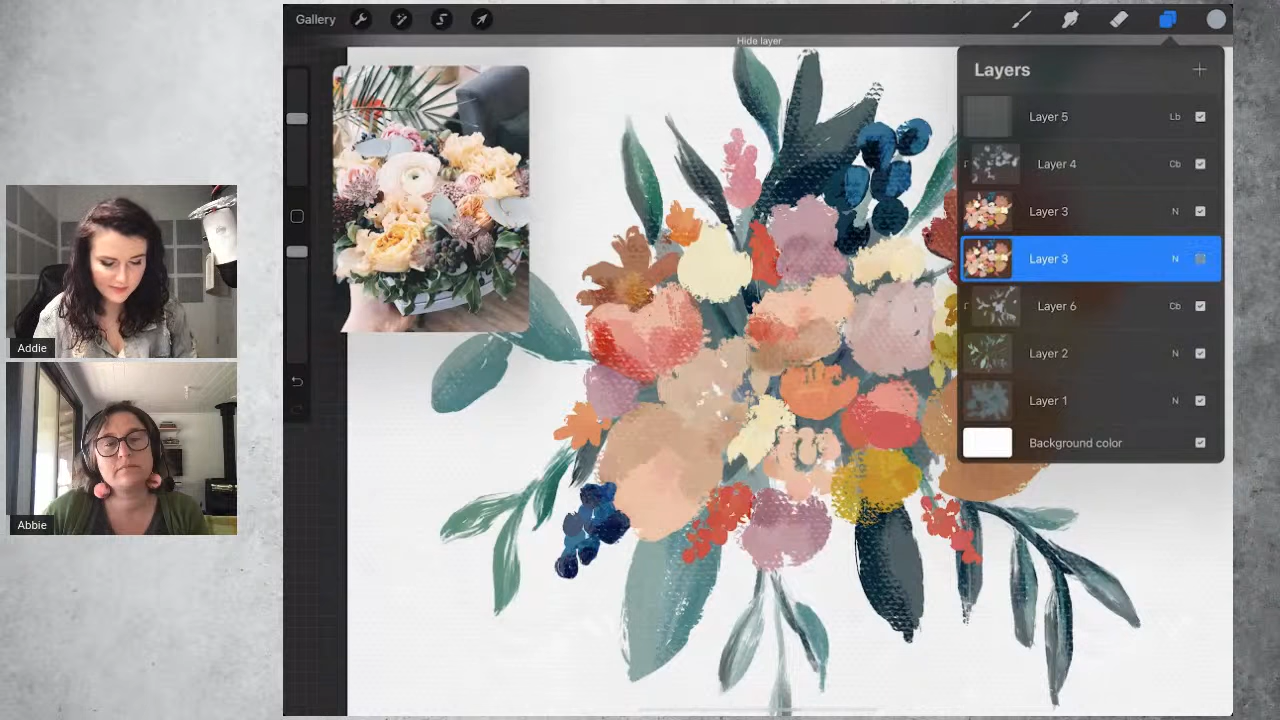 Gallery
Hide layer
Layers
Layer 5 Lb
Layer 4 Cb
Layer 3 N
Layer 3 N
Layer 6 Cb
Layer 2 N
Layer 1 N
Background color
Addie
Abbie